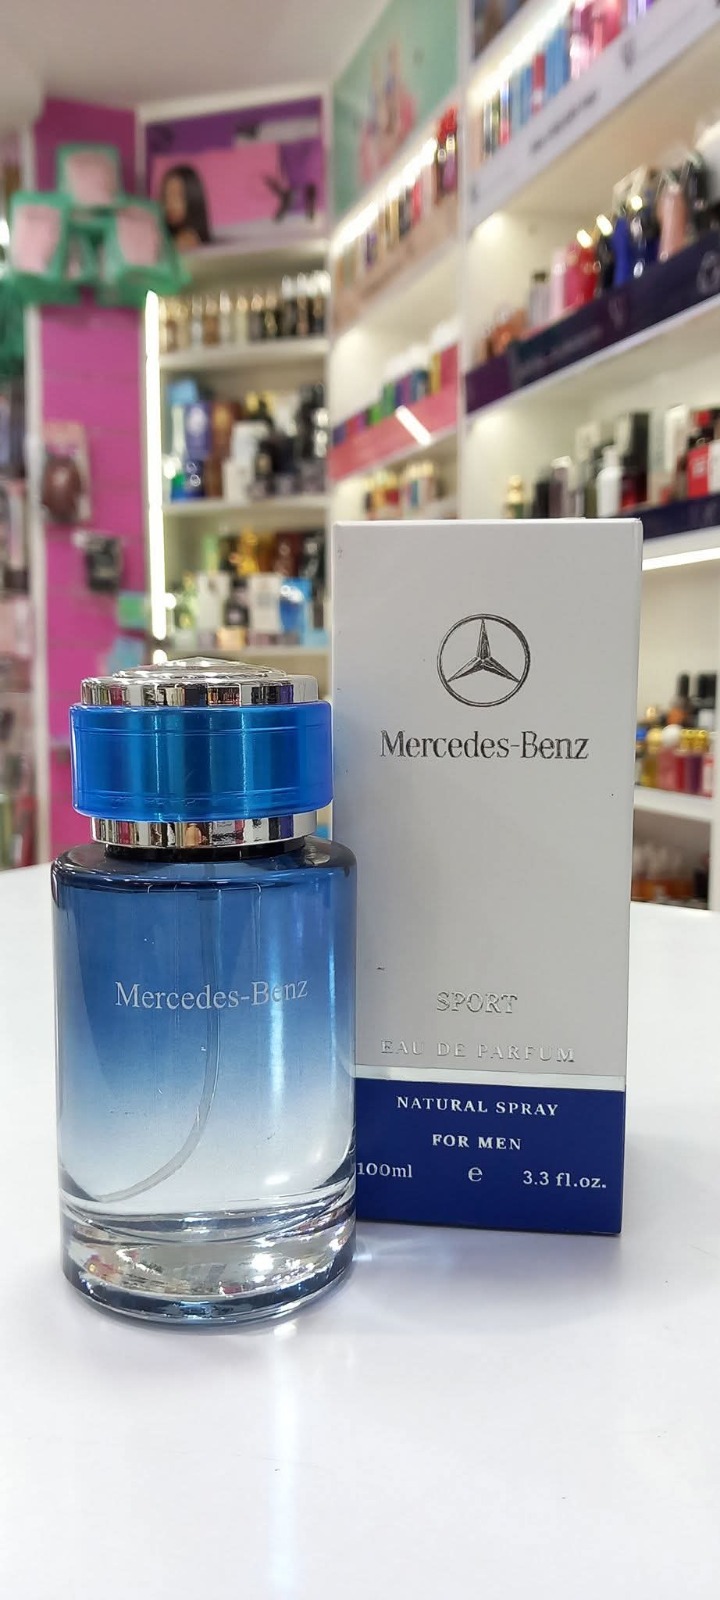 Mercedes-Benz
SPORT
EAU DE PARFUM
NATURAL SPRAY
FOR MEN
100ml e 3.3 fl.oz.
Mercedes-Benz